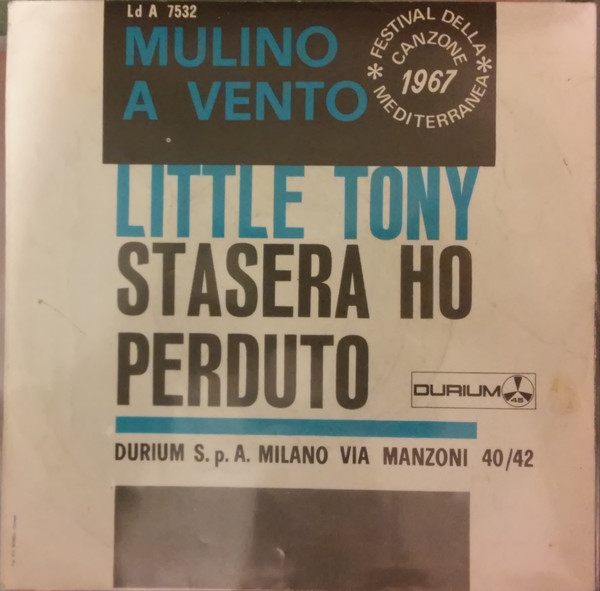 Ld A 7532
MULINO
A VENTO
* FESTIVAL DELLA *
CANZONE
1967
MEDITERRANEA
LITTLE TONY
STASERA HO
PERDUTO
DURIUM 45
DURIUM S.p.A. MILANO VIA MANZONI 40/42